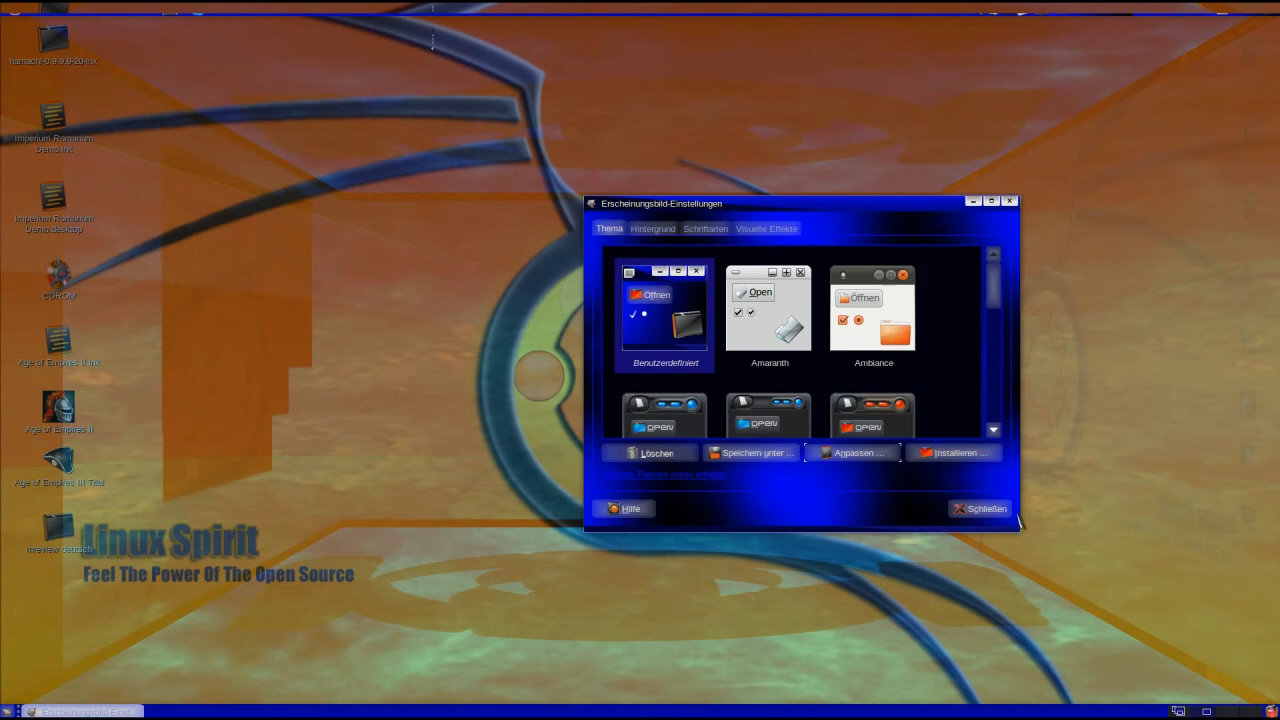 hamachi-0.9.9.9-20-lnx
Imperium Romanum
Demo.lnk
Imperium Romanum
Demo.desktop
CDROM
Age of Empires II.lnk
Age of Empires II
Age of Empires III Trial
mreview deutsch
Linux Spirit
Feel The Power Of The Open Source
Erscheinungsbild-Einstellungen
Thema Hintergrund Schriftarten Visuelle Effekte
Öffnen
Open
Öffnen
Benutzerdefiniert
Amaranth
Ambiance
OPEN
OPEN
OPEN
Löschen
Speichern unter ...
Anpassen ...
Installieren ...
Hilfe
Schließen
Erscheinungsbild-Einst